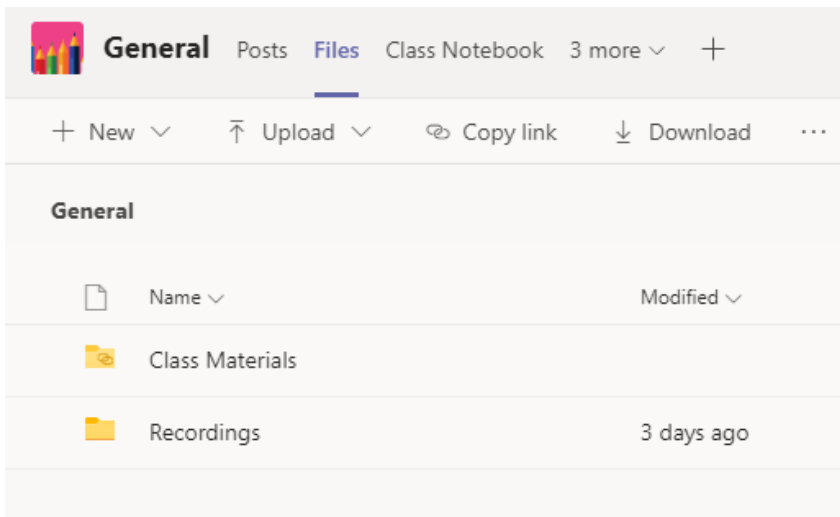 General Posts Files Class Notebook 3 more
New Upload Copy link Download
General
Name Modified
Class Materials
Recordings 3 days ago